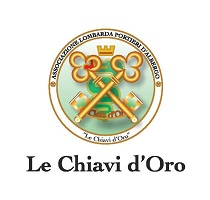 ASSOCIAZIONE LOMBARDA PORTIERI D'ALBERGO
"Le Chiavi d'Oro"
Le Chiavi d'Oro